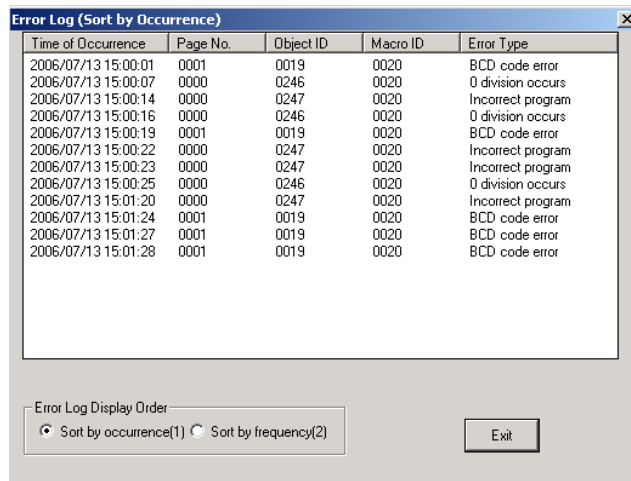 Error Log (Sort by Occurrence)
Time of Occurrence Page No. Object ID Macro ID Error Type
2006/07/13 15:00:01 0001 0019 0020 BCD code error
2006/07/13 15:00:07 0000 0246 0020 0 division occurs
2006/07/13 15:00:14 0000 0247 0020 Incorrect program
2006/07/13 15:00:16 0000 0246 0020 0 division occurs
2006/07/13 15:00:19 0001 0019 0020 BCD code error
2006/07/13 15:00:22 0000 0247 0020 Incorrect program
2006/07/13 15:00:23 0000 0247 0020 Incorrect program
2006/07/13 15:00:25 0000 0246 0020 0 division occurs
2006/07/13 15:01:20 0000 0247 0020 Incorrect program
2006/07/13 15:01:24 0001 0019 0020 BCD code error
2006/07/13 15:01:27 0001 0019 0020 BCD code error
2006/07/13 15:01:28 0001 0019 0020 BCD code error
Error Log Display Order
Sort by occurrence(1) Sort by frequency(2)
Exit